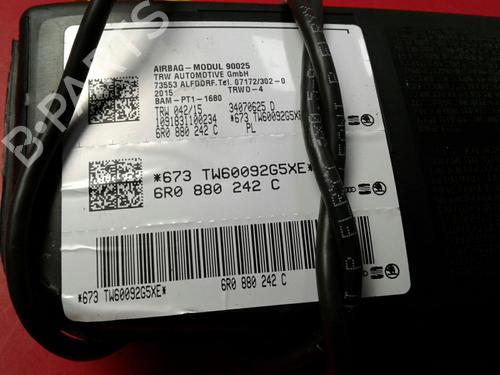 B-PARTS
AIRBAG-MODUL 90025
TRW AUTOMOTIVE GmbH
73553 ALFDORF.Tel. 07172/302-0
2015 TRWO-4
BAM-PT1-1680
TRW 042/15 34070625 D
1091831100234 *673 TW60092G5XE*
6R0 880 242 C PL
*673 TW60092G5XE*
6R0 880 242 C
*673 TW60092G5XE* 6R0 880 242 C